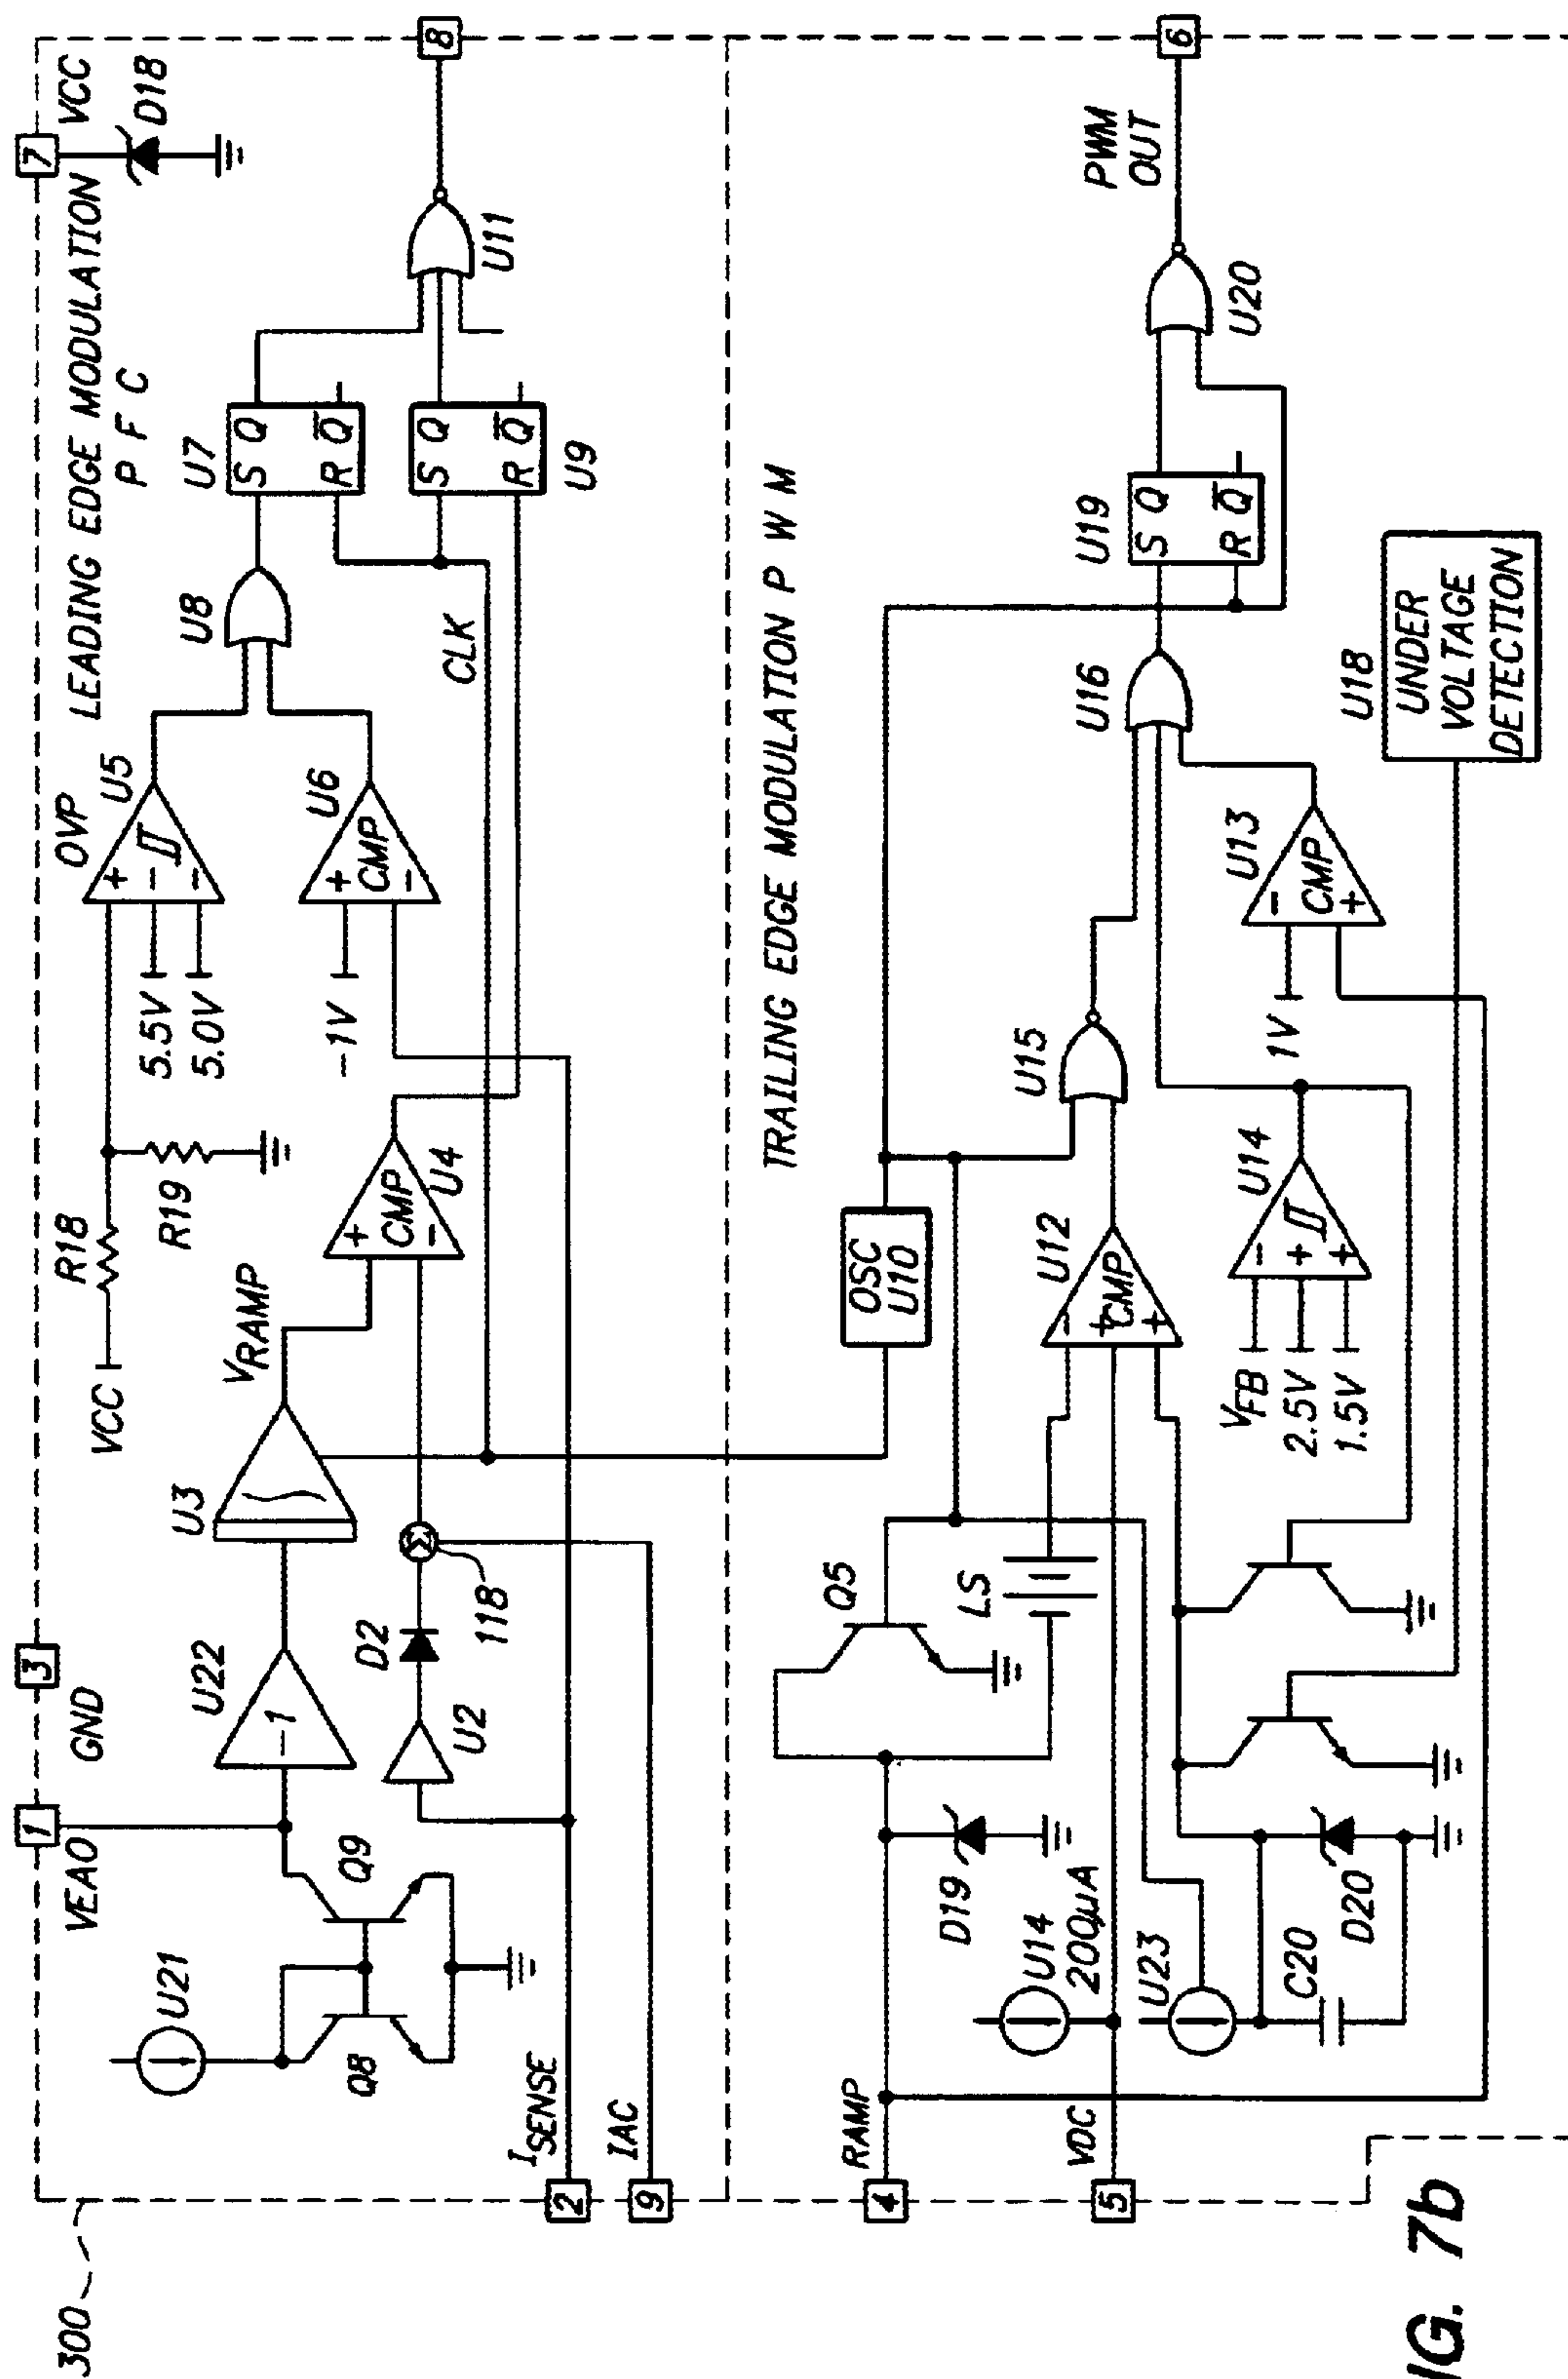 300
1
VEAO
3
GND
LEADING EDGE MODULATION
P F C
7
VCC
D18
U21
Q8
Q9
U22
U3
VRAMP
VCC
R18
R19
OVP
5.5V
5.0V
+
-
-
U5
-1V
+
CMP
-
U6
U8
U7
S Q
R Q
S Q
R Q
U9
U11
8
-1
U2
D2
Σ
118
+
CMP
-
U4
CLK
ISENSE
2
IAC
9
TRAILING EDGE MODULATION P W M
RAMP
4
VDC
5
D19
U14
200μA
U23
C20
D20
Q5
LS
OSC
U10
-
+
CMP
+
U12
U15
VFB
2.5V
1.5V
-
+
+
U14
1V
-
CMP
+
U13
U16
U19
S Q
R Q
U20
PWM
OUT
6
U18
UNDER
VOLTAGE
DETECTION
IG. 7b